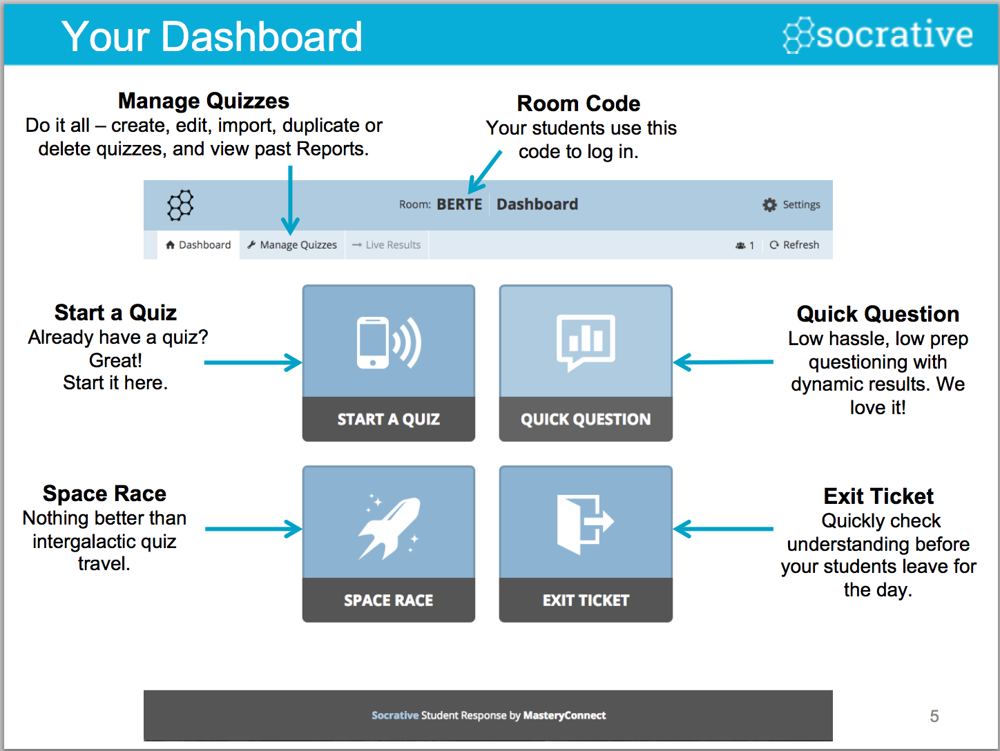 Your Dashboard
socrative
Manage Quizzes
Do it all – create, edit, import, duplicate or
delete quizzes, and view past Reports.
Room Code
Your students use this
code to log in.
Room: BERTE Dashboard
Settings
Dashboard
Manage Quizzes
Live Results
1
Refresh
Start a Quiz
Already have a quiz?
Great!
Start it here.
START A QUIZ
QUICK QUESTION
Quick Question
Low hassle, low prep
questioning with
dynamic results. We
love it!
Space Race
Nothing better than
intergalactic quiz
travel.
SPACE RACE
EXIT TICKET
Exit Ticket
Quickly check
understanding before
your students leave for
the day.
Socrative Student Response by MasteryConnect
5